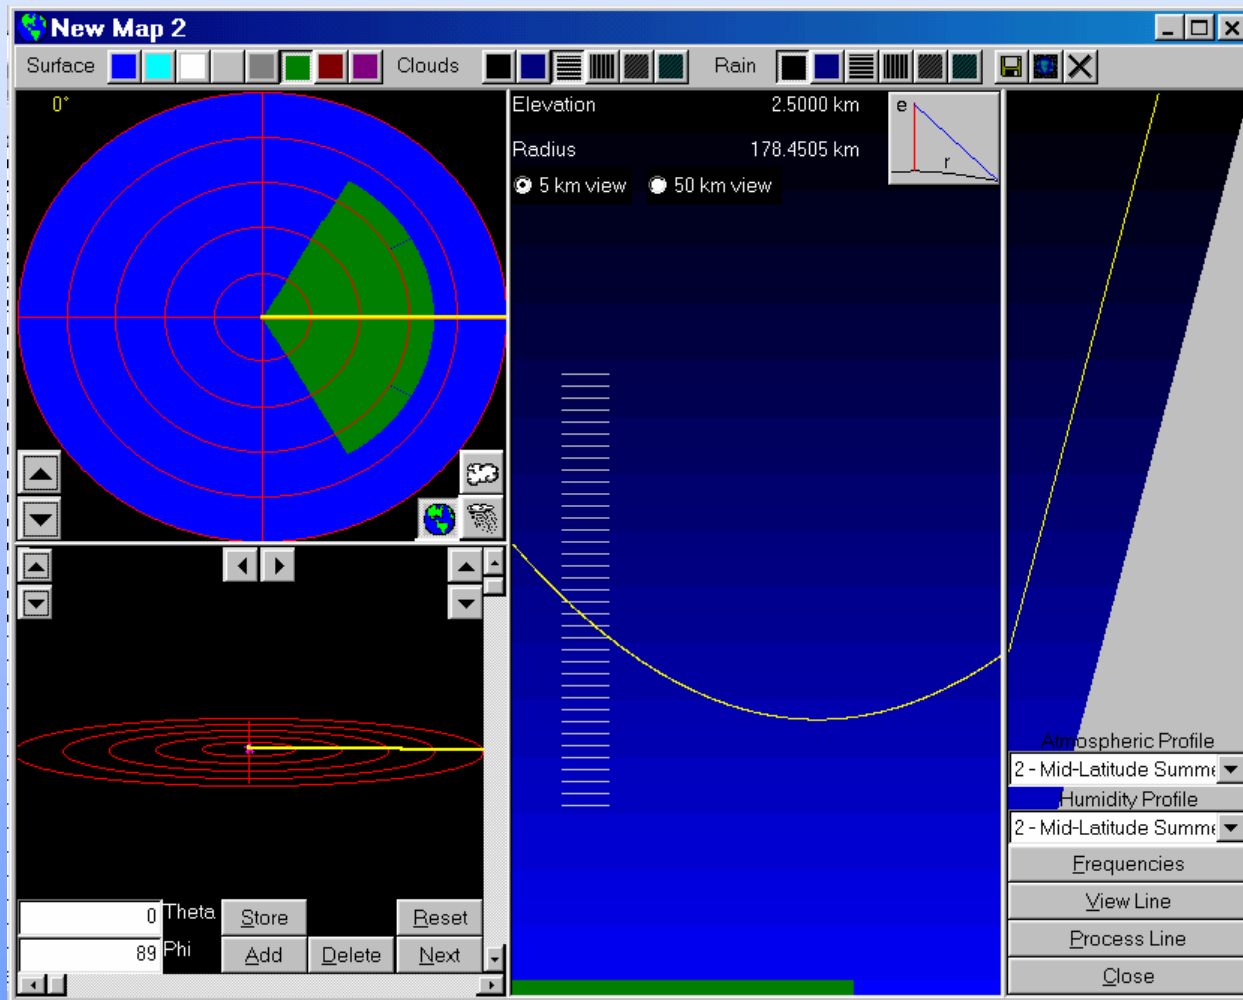 New Map 2
Surface Clouds Rain
0°
Elevation 2.5000 km
Radius 178.4505 km
5 km view 50 km view
e
r
Atmospheric Profile
2 - Mid-Latitude Summe
Humidity Profile
2 - Mid-Latitude Summe
Frequencies
View Line
Process Line
Close
0 Theta Store Reset
89 Phi Add Delete Next